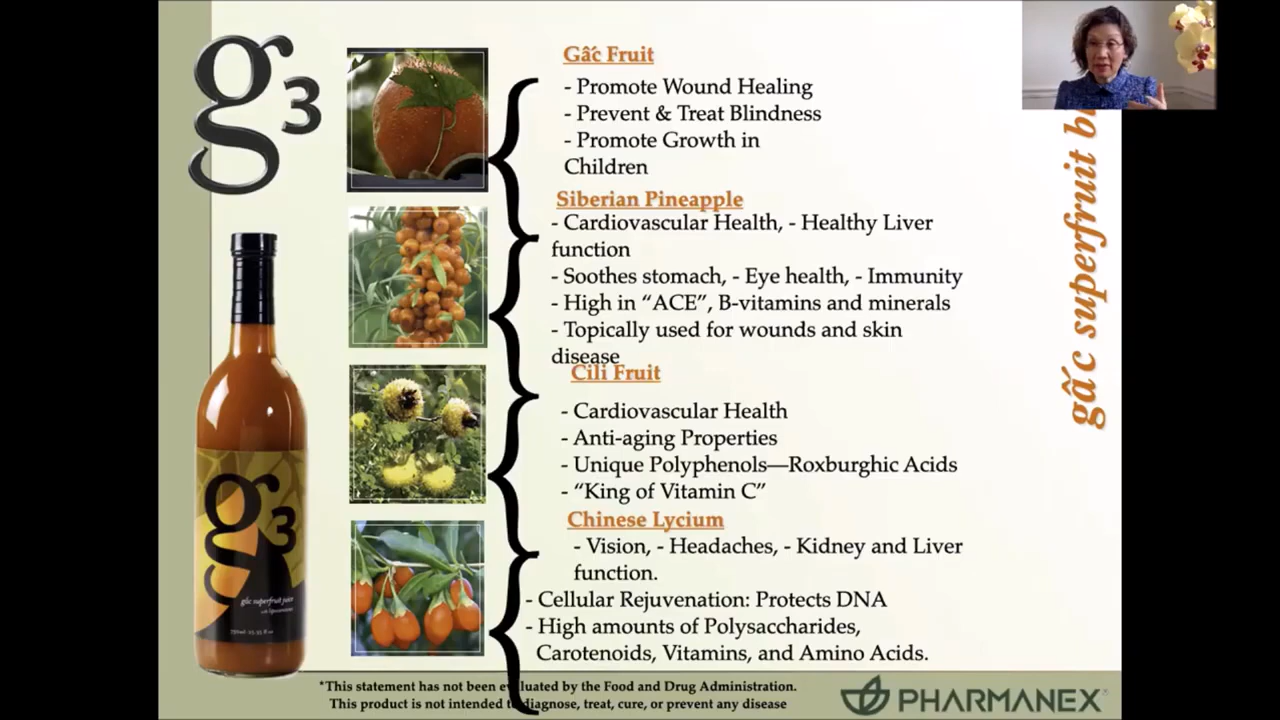 g3
Gấc Fruit
- Promote Wound Healing
- Prevent & Treat Blindness
- Promote Growth in
Children
Siberian Pineapple
- Cardiovascular Health, - Healthy Liver
function
- Soothes stomach, - Eye health, - Immunity
- High in “ACE”, B-vitamins and minerals
- Topically used for wounds and skin
disease
Cili Fruit
- Cardiovascular Health
- Anti-aging Properties
- Unique Polyphenols—Roxburghic Acids
- “King of Vitamin C”
Chinese Lycium
- Vision, - Headaches, - Kidney and Liver
function.
- Cellular Rejuvenation: Protects DNA
- High amounts of Polysaccharides,
Carotenoids, Vitamins, and Amino Acids.
gấc superfruit
g3
gâc superfruit juice
*This statement has not been evaluated by the Food and Drug Administration.
This product is not intended to diagnose, treat, cure, or prevent any disease
PHARMANEX